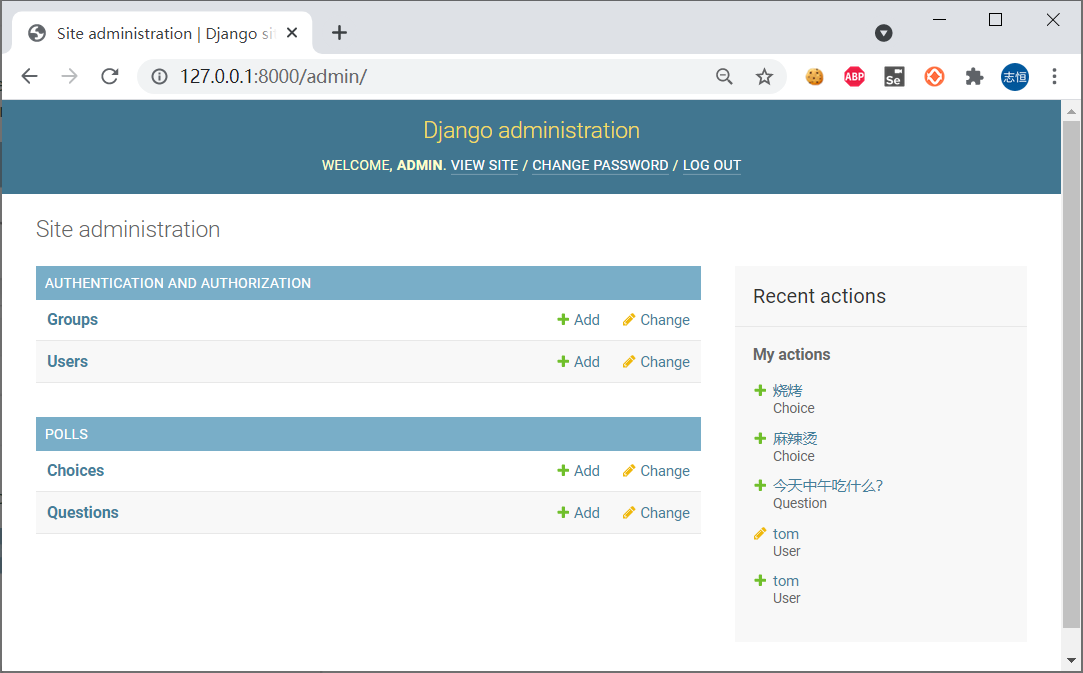 Site administration | Django si
127.0.0.1:8000/admin/
ABP
Se
志恒
Django administration
WELCOME, ADMIN. VIEW SITE / CHANGE PASSWORD / LOG OUT
Site administration
AUTHENTICATION AND AUTHORIZATION
Groups Add Change
Users Add Change
POLLS
Choices Add Change
Questions Add Change
Recent actions
My actions
烧烤
Choice
麻辣烫
Choice
今天中午吃什么?
Question
tom
User
tom
User